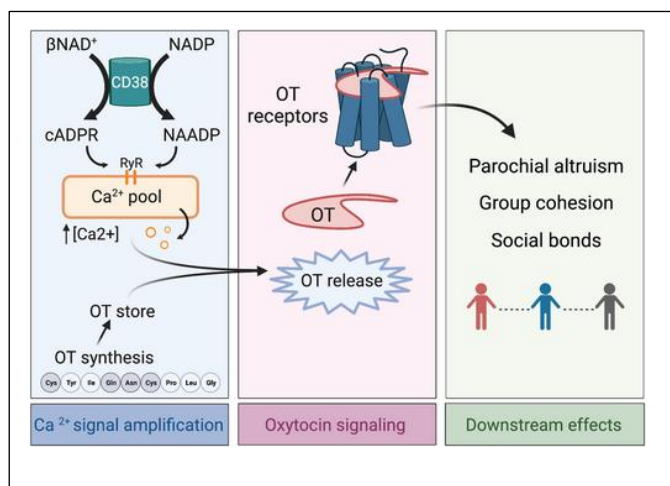 βNAD⁺ NADP
CD38
cADPR NAADP
RyR
Ca²⁺ pool
↑[Ca2+]
OT store
OT synthesis
Cys Tyr Ile Gln Asn Cys Pro Leu Gly
Ca ²⁺ signal amplification
OT
receptors
OT
OT release
Oxytocin signaling
Parochial altruism
Group cohesion
Social bonds
Downstream effects